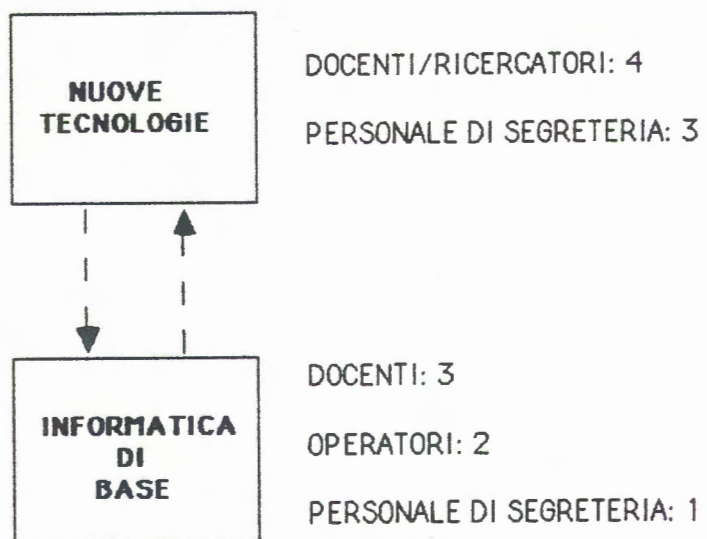 NUOVE
TECNOLOGIE
DOCENTI/RICERCATORI: 4
PERSONALE DI SEGRETERIA: 3
INFORMATICA
DI
BASE
DOCENTI: 3
OPERATORI: 2
PERSONALE DI SEGRETERIA: 1